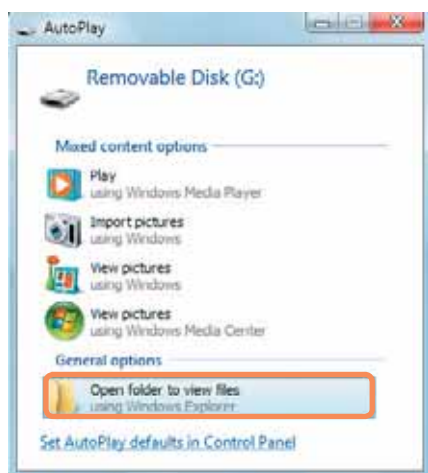 AutoPlay
Removable Disk (G:)
Mixed content options
Play
using Windows Media Player
Import pictures
using Windows
View pictures
using Windows
View pictures
using Windows Media Center
General options
Open folder to view files
using Windows Explorer
Set AutoPlay defaults in Control Panel